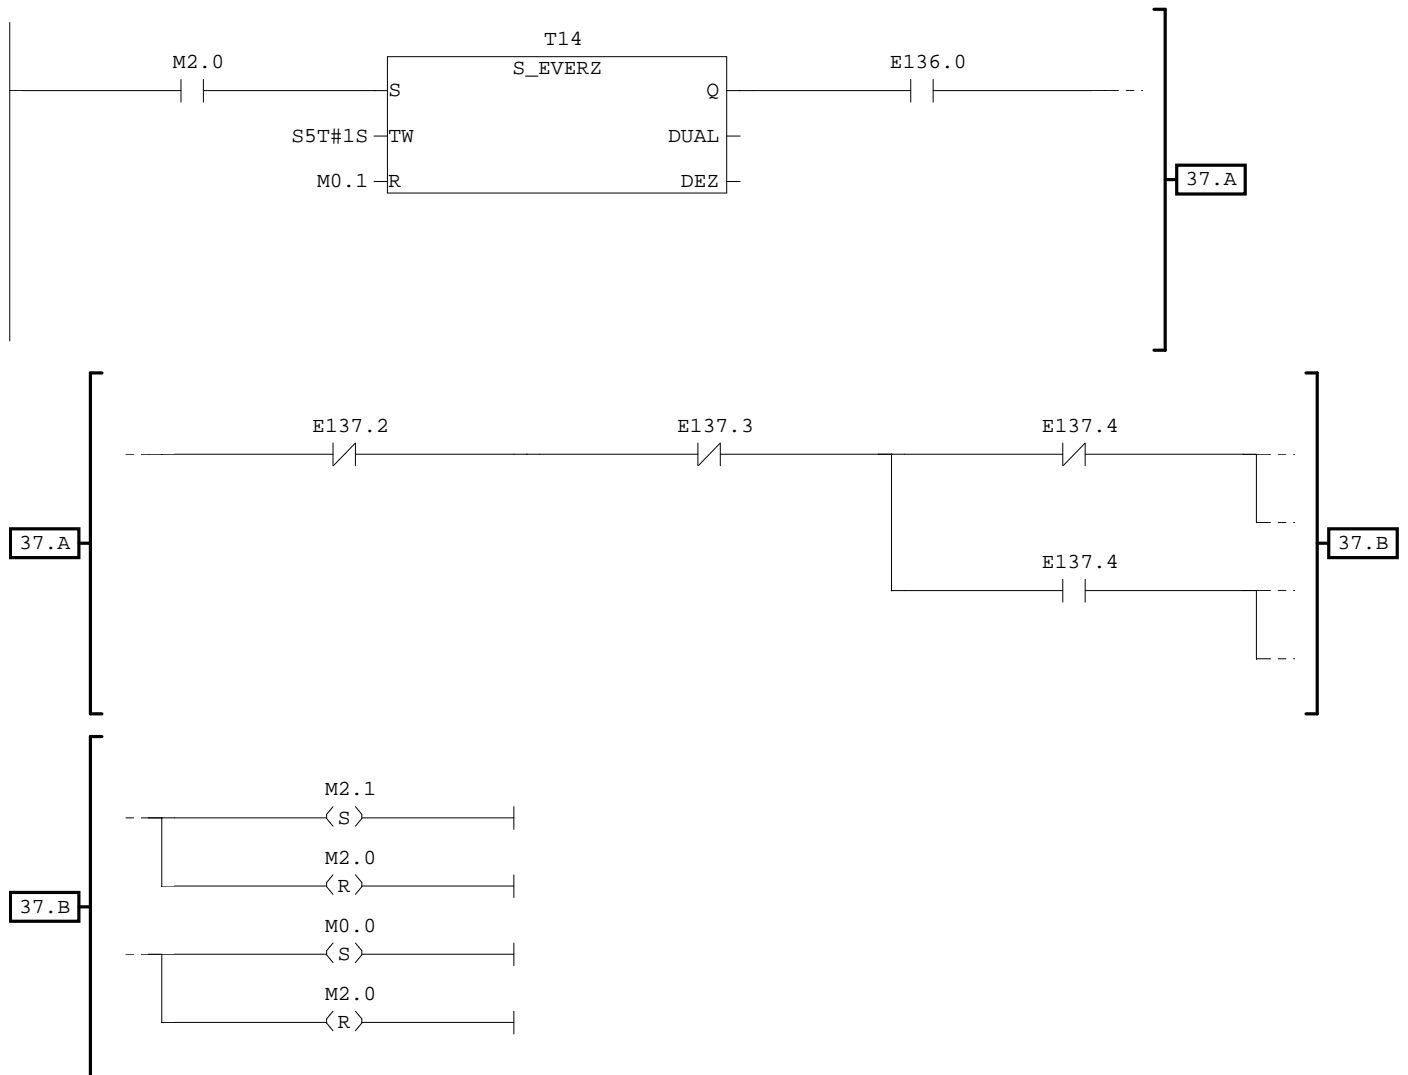 T14
M2.0
S_EVERZ
E136.0
S
Q
S5T#1S
TW
DUAL
M0.1
R
DEZ
37.A
E137.2
E137.3
E137.4
37.A
E137.4
37.B
M2.1
S
M2.0
R
37.B
M0.0
S
M2.0
R